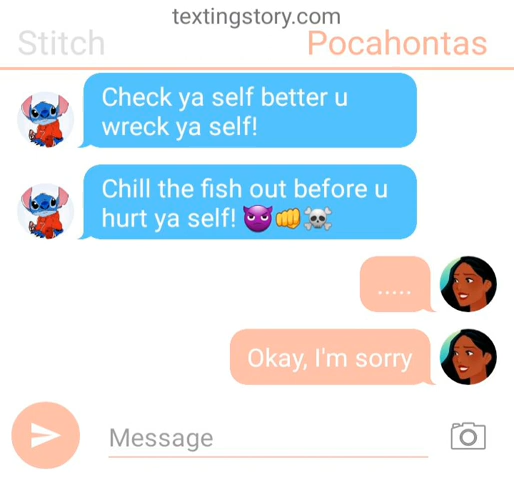 textingstory.com
Stitch
Pocahontas
Check ya self better u
wreck ya self!
Chill the fish out before u
hurt ya self! 😈👊☠️
.....
Okay, I'm sorry
Message